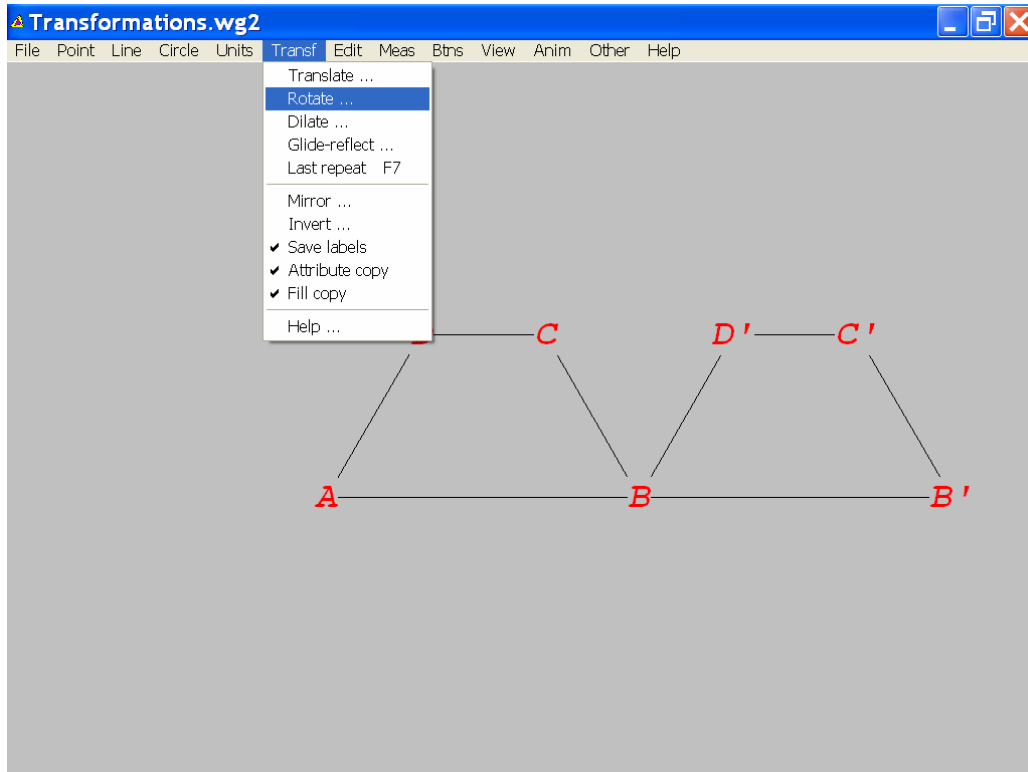 Transformations.wg2
File Point Line Circle Units Transf Edit Meas Btns View Anim Other Help
Translate ...
Rotate ...
Dilate ...
Glide-reflect ...
Last repeat F7
Mirror ...
Invert ...
Save labels
Attribute copy
Fill copy
Help ...
C D' C'
A B B'